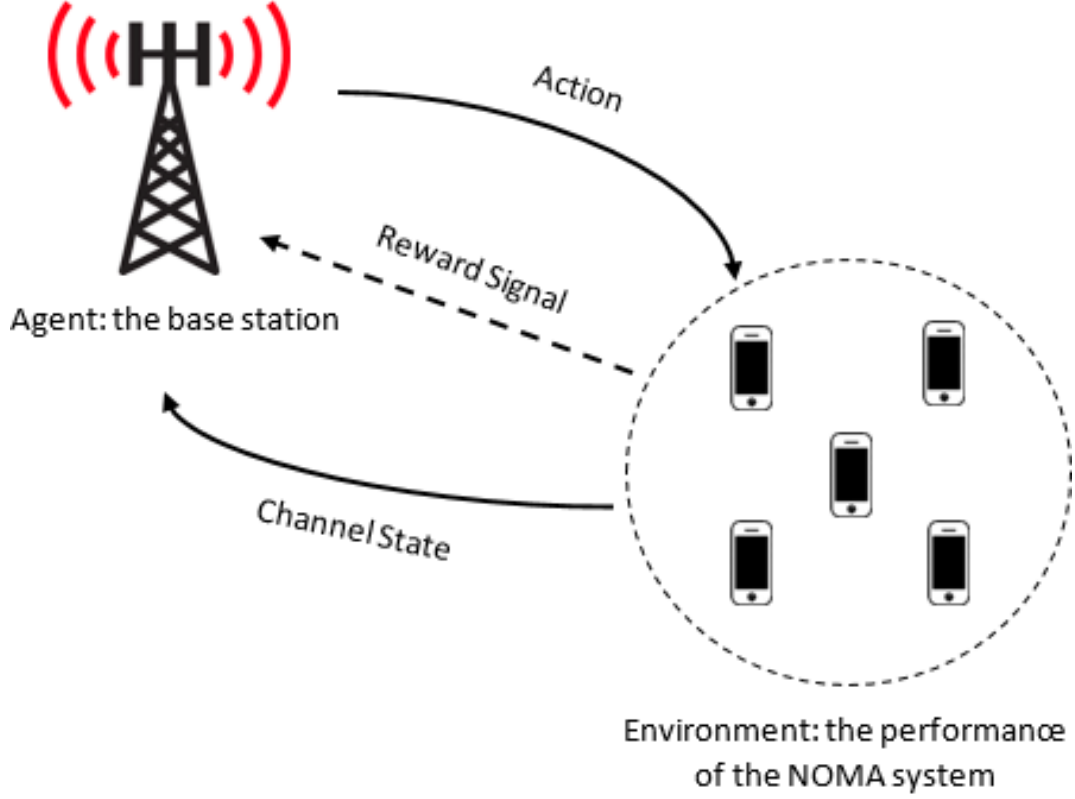 Action
Reward Signal
Agent: the base station
Channel State
Environment: the performance
of the NOMA system